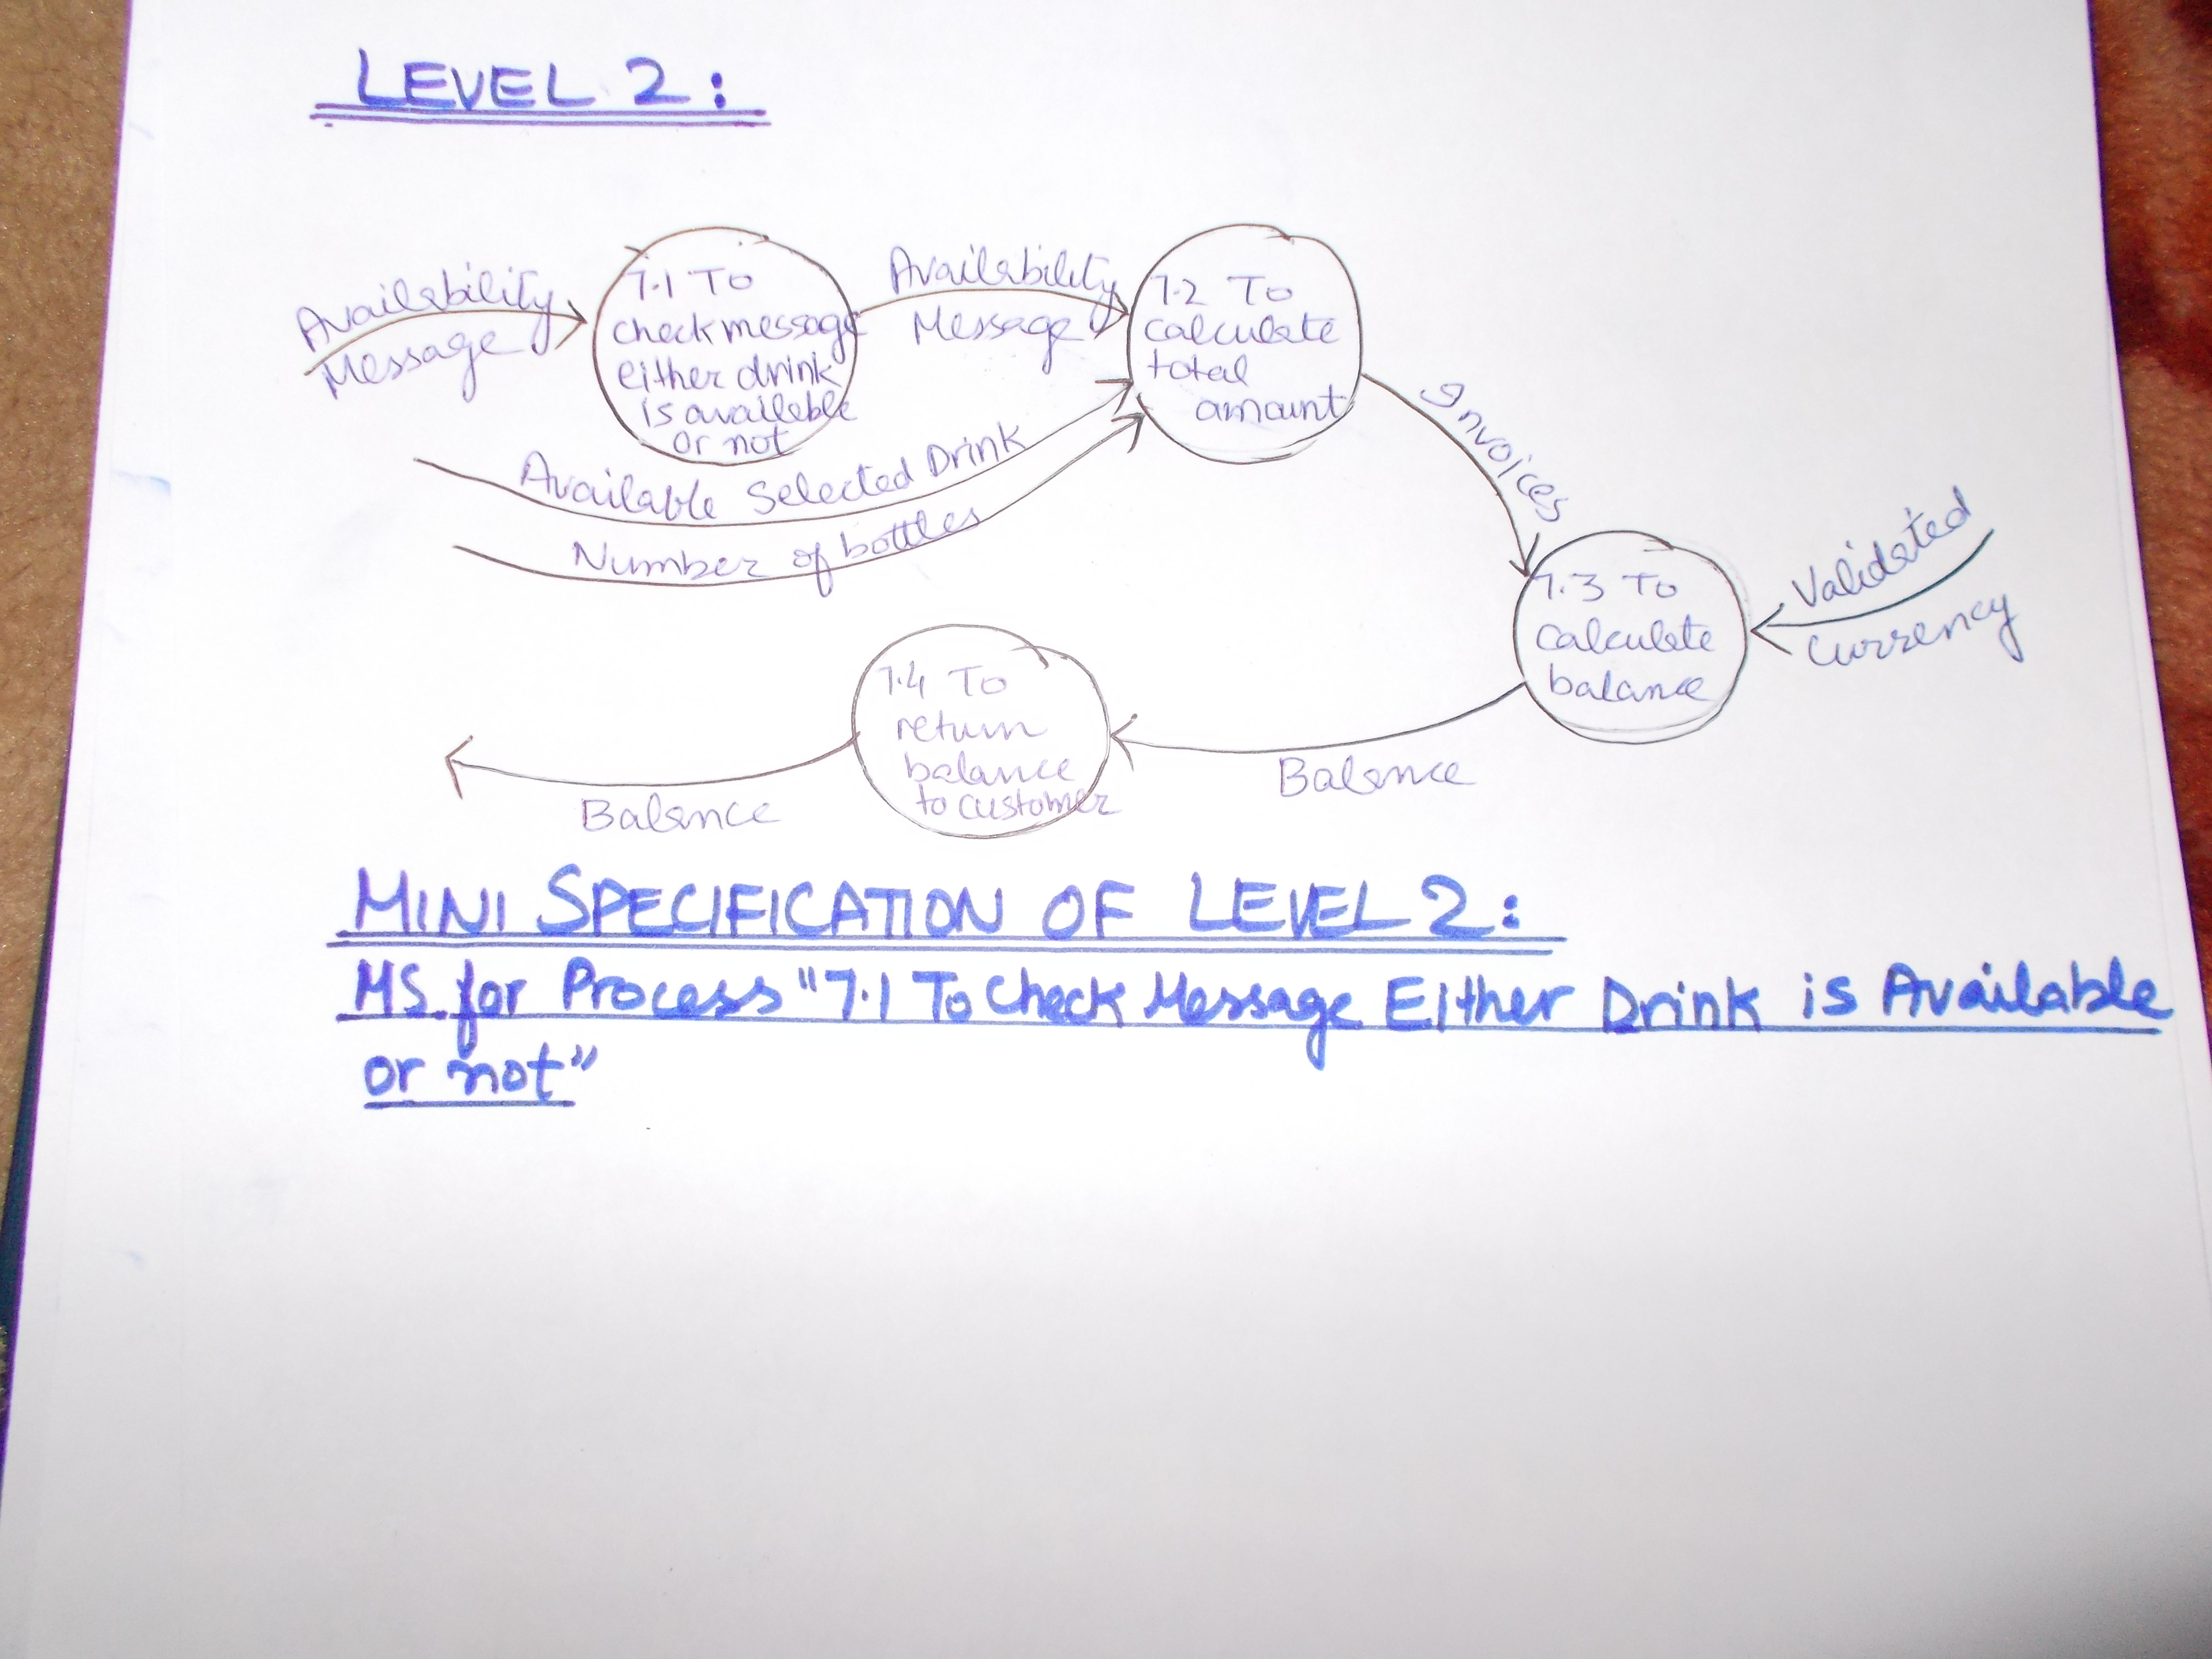 LEVEL 2:
Availability
Message
7.1 To
check message
either drink
is available
or not
Availability
Message
7.2 To
calculate
total
amount
Available Selected Drink
Number of bottles
Invoices
7.3 To
calculate
balance
Validated
Currency
7.4 To
return
balance
to customer
Balance
Balance
MINI SPECIFICATION OF LEVEL 2:
MS for Process "7.1 To Check Message Either Drink is Available
or not"